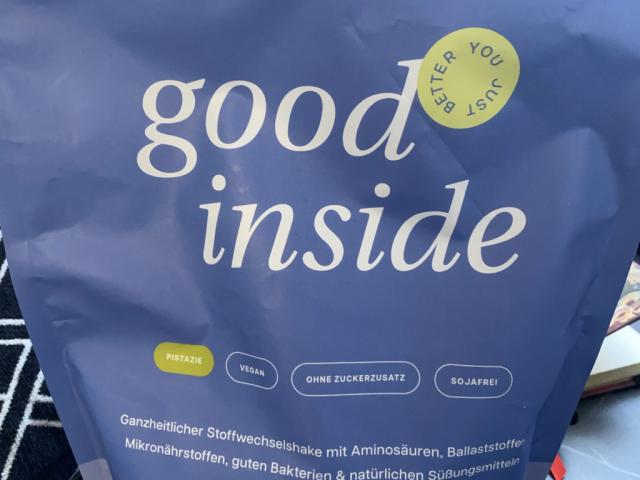 good
inside
JUST BETTER YOU
PISTAZIE
VEGAN
OHNE ZUCKERZUSATZ
SOJAFREI
Ganzheitlicher Stoffwechselshake mit Aminosäuren, Ballaststoffen
Mikronährstoffen, guten Bakterien & natürlichen Süßungsmitteln